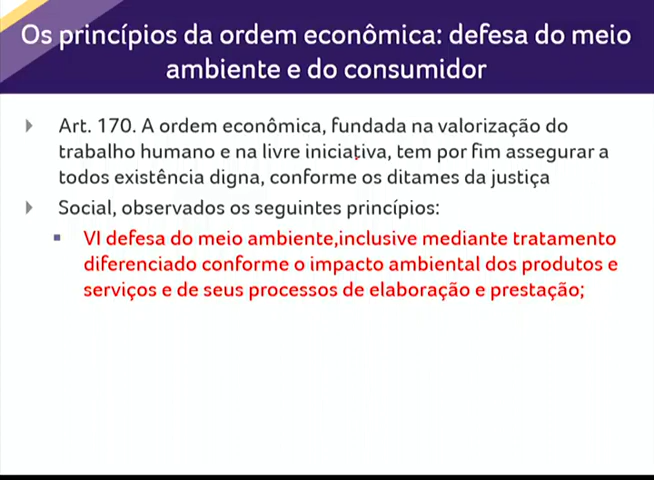 Os princípios da ordem econômica: defesa do meio
ambiente e do consumidor
Art. 170. A ordem econômica, fundada na valorização do
trabalho humano e na livre iniciativa, tem por fim assegurar a
todos existência digna, conforme os ditames da justiça
Social, observados os seguintes princípios:
VI defesa do meio ambiente,inclusive mediante tratamento
diferenciado conforme o impacto ambiental dos produtos e
serviços e de seus processos de elaboração e prestação;